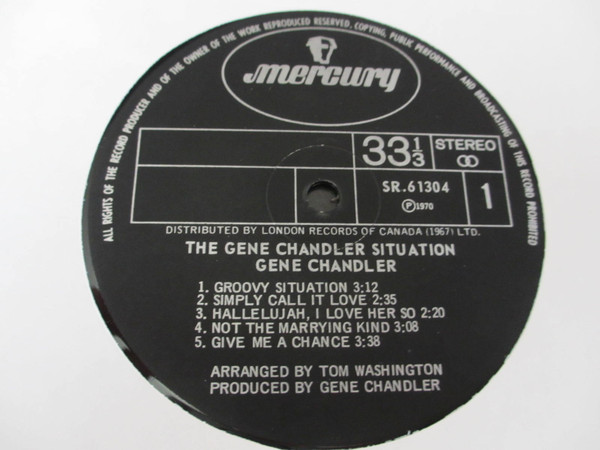 ALL RIGHTS OF THE RECORD PRODUCER AND OF THE OWNER OF THE WORK REPRODUCED RESERVED. COPYING, PUBLIC PERFORMANCE AND BROADCASTING OF THIS RECORD PROHIBITED
mercury
33 1/3 STEREO
SR.61304 1
Ⓟ1970
DISTRIBUTED BY LONDON RECORDS OF CANADA (1967) LTD.
THE GENE CHANDLER SITUATION
GENE CHANDLER
1. GROOVY SITUATION 3:12
2. SIMPLY CALL IT LOVE 2:35
3. HALLELUJAH, I LOVE HER SO 2:20
4. NOT THE MARRYING KIND 3:08
5. GIVE ME A CHANCE 3:38
ARRANGED BY TOM WASHINGTON
PRODUCED BY GENE CHANDLER